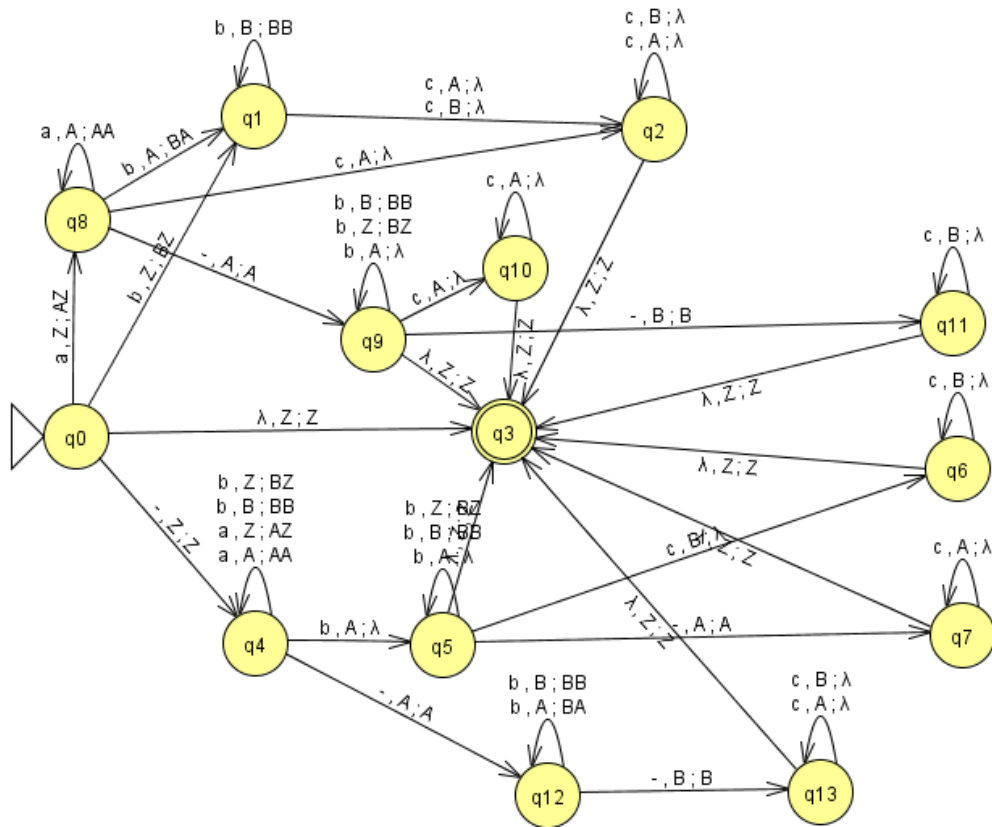 b , B ; BB
c , B ; λ
c , A ; λ
q1
c , A ; λ
c , B ; λ
q2
a , A ; AA
b , A ; BA
c , A ; λ
q8
b , B ; BB
b , Z ; BZ
b , A ; λ
c , A ; λ
q10
c , B ; λ
b , Z ; BZ
- , A ; A
c , A ; λ
q9
- , B ; B
q11
λ , Z ; Z
λ , Z ; Z
λ , Z ; Z
a , Z ; AZ
λ , Z ; Z
c , B ; λ
q0
λ , Z ; Z
q3
λ , Z ; Z
q6
- , Z ; Z
b , Z ; BZ
b , B ; BB
a , Z ; AZ
a , A ; AA
b , Z ; BZ
b , B ; BB
b , A ; λ
c , B ; λ
c , A ; λ
q4
b , A ; λ
q5
- , A ; A
q7
λ , Z ; Z
- , A ; A
b , B ; BB
b , A ; BA
c , B ; λ
c , A ; λ
q12
- , B ; B
q13